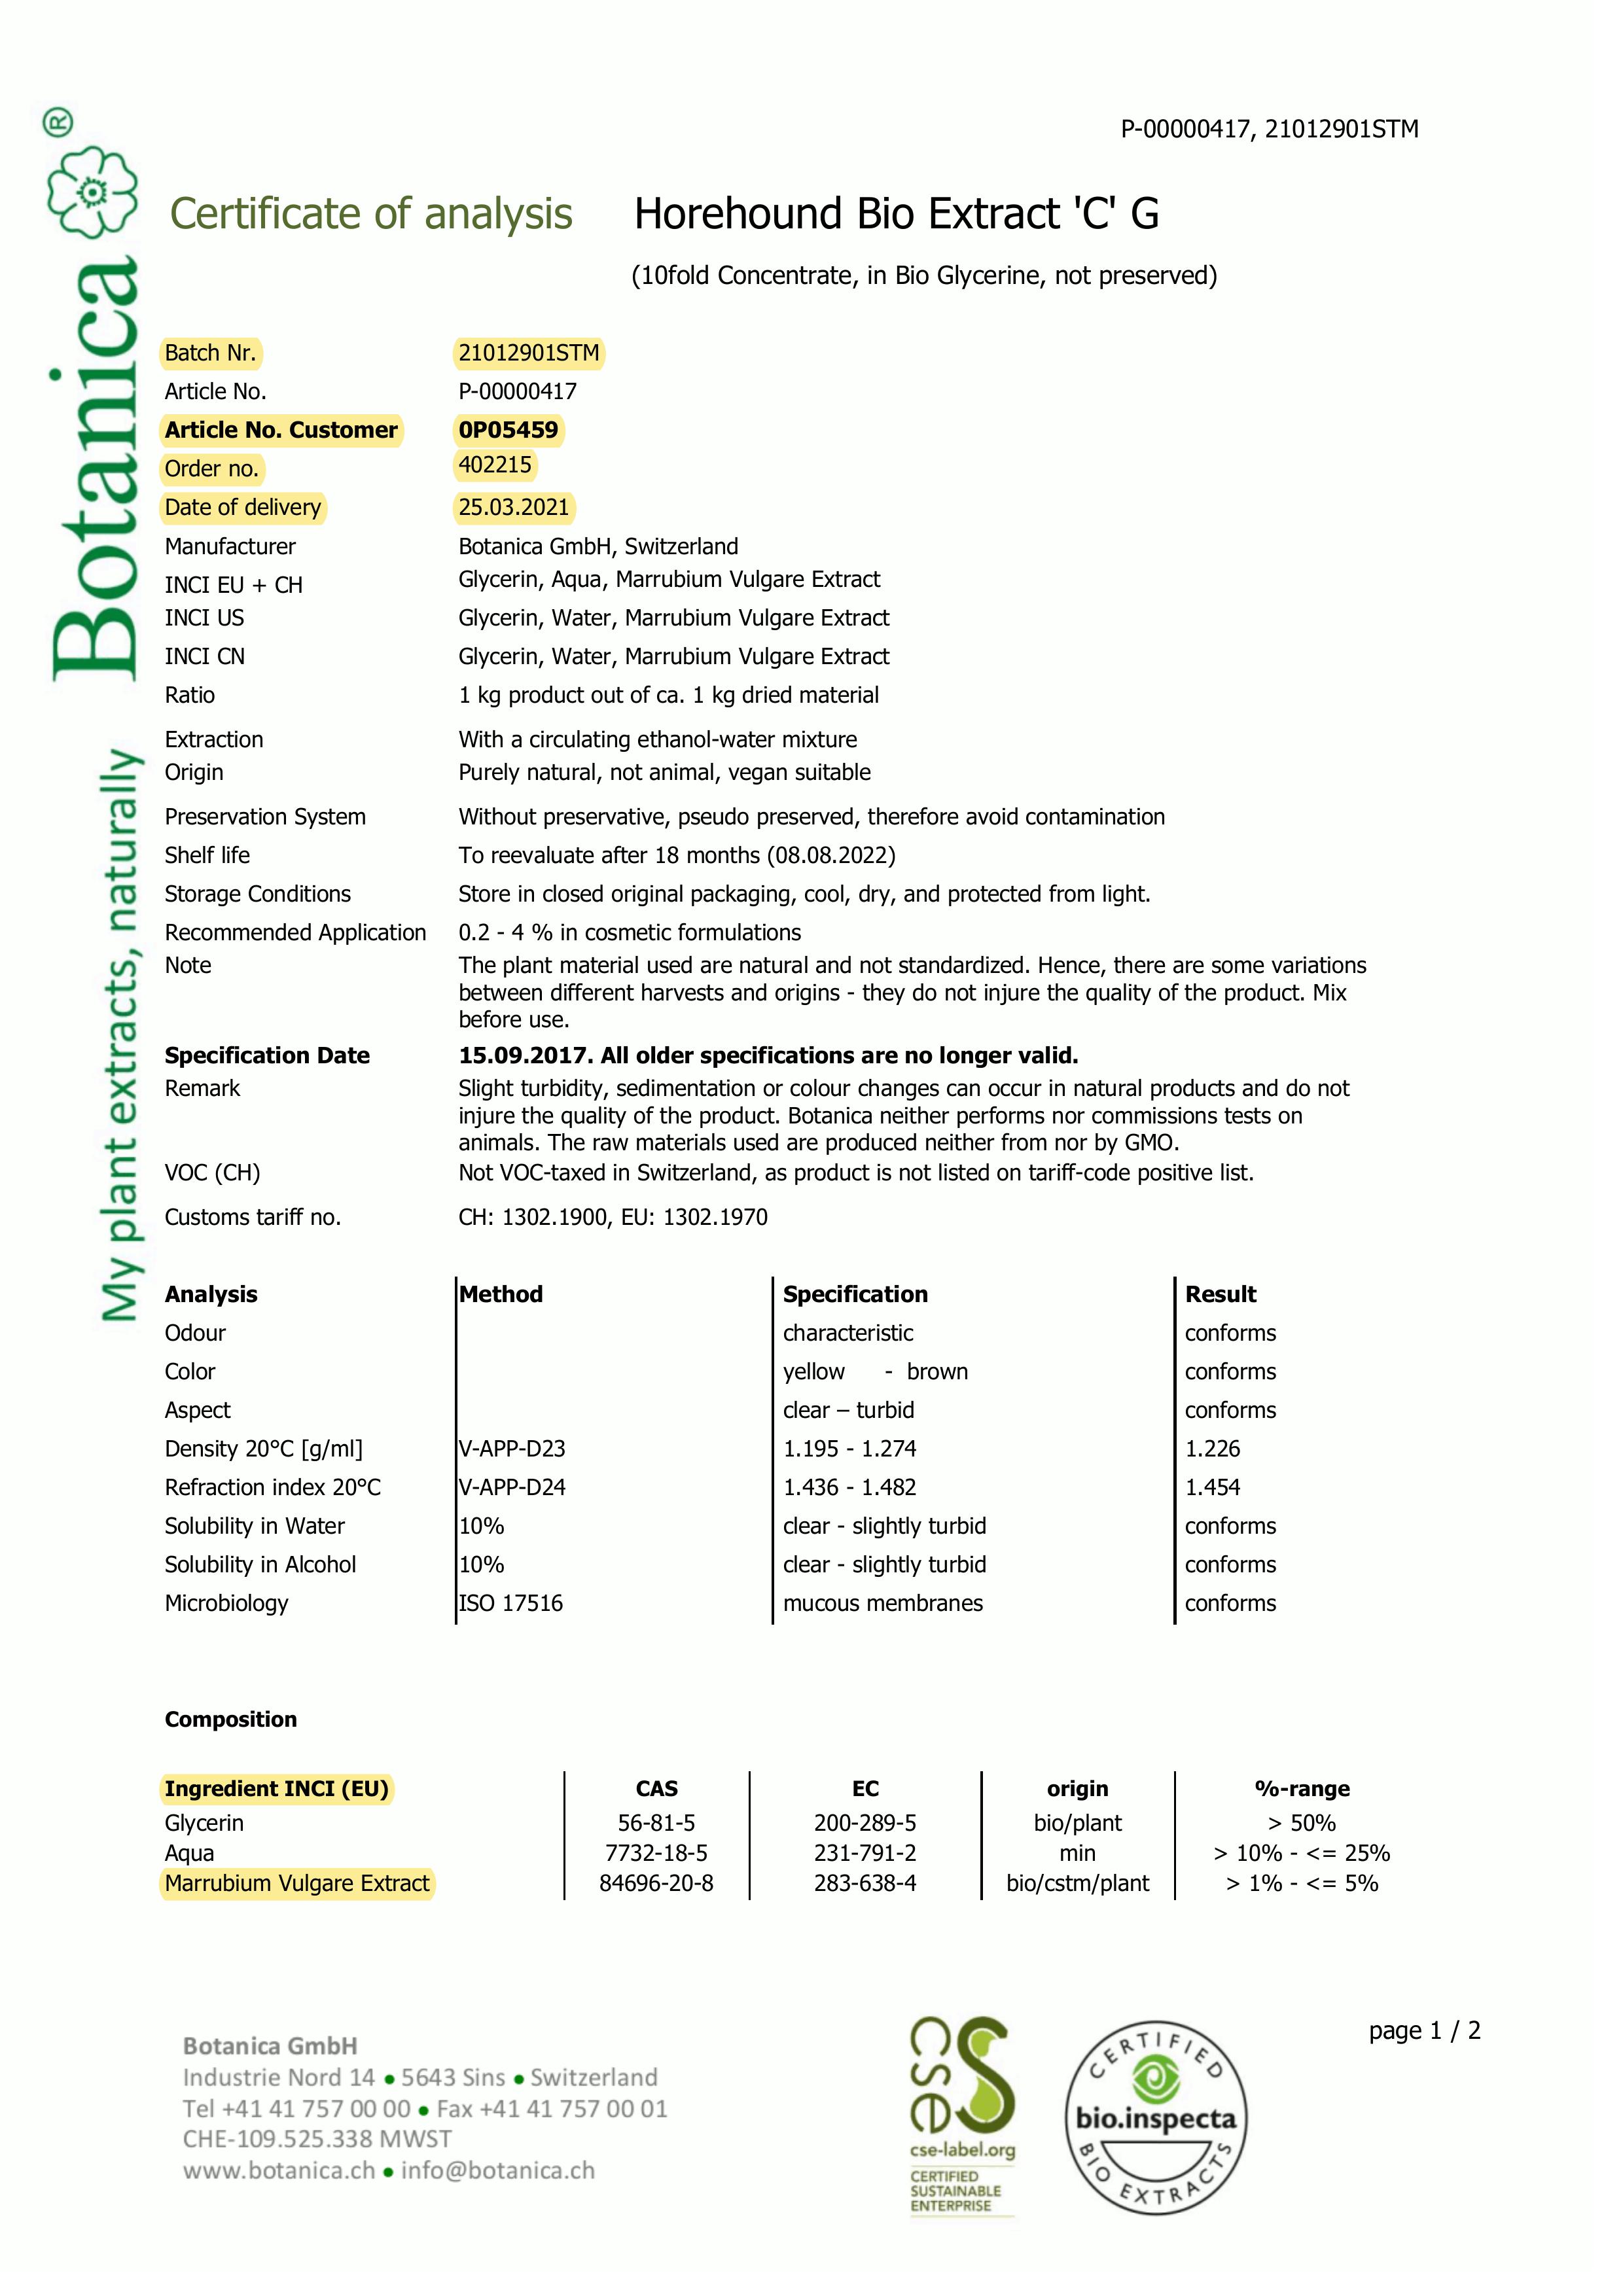 P-00000417, 21012901STM
Botanica®
My plant extracts, naturally
Certificate of analysis Horehound Bio Extract 'C' G
(10fold Concentrate, in Bio Glycerine, not preserved)
Batch Nr. 21012901STM
Article No. P-00000417
Article No. Customer 0P05459
Order no. 402215
Date of delivery 25.03.2021
Manufacturer Botanica GmbH, Switzerland
INCI EU + CH Glycerin, Aqua, Marrubium Vulgare Extract
INCI US Glycerin, Water, Marrubium Vulgare Extract
INCI CN Glycerin, Water, Marrubium Vulgare Extract
Ratio 1 kg product out of ca. 1 kg dried material
Extraction With a circulating ethanol-water mixture
Origin Purely natural, not animal, vegan suitable
Preservation System Without preservative, pseudo preserved, therefore avoid contamination
Shelf life To reevaluate after 18 months (08.08.2022)
Storage Conditions Store in closed original packaging, cool, dry, and protected from light.
Recommended Application 0.2 - 4 % in cosmetic formulations
Note The plant material used are natural and not standardized. Hence, there are some variations
between different harvests and origins - they do not injure the quality of the product. Mix
before use.
Specification Date 15.09.2017. All older specifications are no longer valid.
Remark Slight turbidity, sedimentation or colour changes can occur in natural products and do not
injure the quality of the product. Botanica neither performs nor commissions tests on
animals. The raw materials used are produced neither from nor by GMO.
VOC (CH) Not VOC-taxed in Switzerland, as product is not listed on tariff-code positive list.
Customs tariff no. CH: 1302.1900, EU: 1302.1970
Analysis Method Specification Result
Odour characteristic conforms
Color yellow - brown conforms
Aspect clear – turbid conforms
Density 20°C [g/ml] V-APP-D23 1.195 - 1.274 1.226
Refraction index 20°C V-APP-D24 1.436 - 1.482 1.454
Solubility in Water 10% clear - slightly turbid conforms
Solubility in Alcohol 10% clear - slightly turbid conforms
Microbiology ISO 17516 mucous membranes conforms
Composition
Ingredient INCI (EU) CAS EC origin %-range
Glycerin 56-81-5 200-289-5 bio/plant > 50%
Aqua 7732-18-5 231-791-2 min > 10% - <= 25%
Marrubium Vulgare Extract 84696-20-8 283-638-4 bio/cstm/plant > 1% - <= 5%
Botanica GmbH
Industrie Nord 14 ● 5643 Sins ● Switzerland
Tel +41 41 757 00 00 ● Fax +41 41 757 00 01
CHE-109.525.338 MWST
www.botanica.ch ● info@botanica.ch
cse
cse-label.org
CERTIFIED
SUSTAINABLE
ENTERPRISE
CERTIFIED
bio.inspecta
BIO EXTRACTS
page 1 / 2